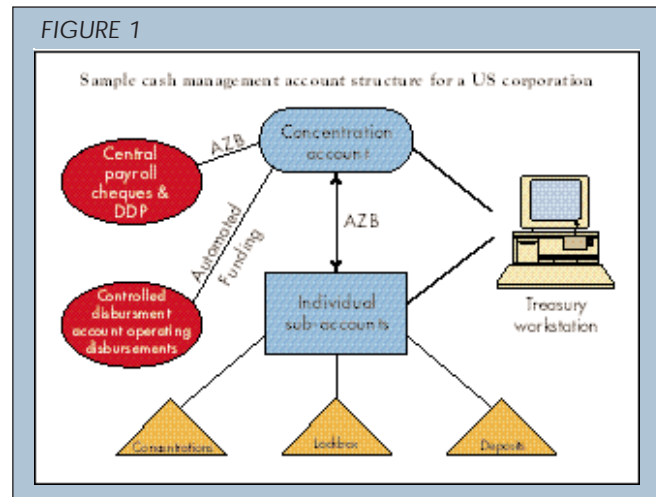 FIGURE 1
Sample cash management account structure for a US corporation
Central
payroll
cheques &
DDP
AZB
Concentration
account
Automated
Funding
AZB
Controlled
disbursment
account operating
disbursements
Individual
sub-accounts
Treasury
workstation
Concentrations
Lockbox
Deposits